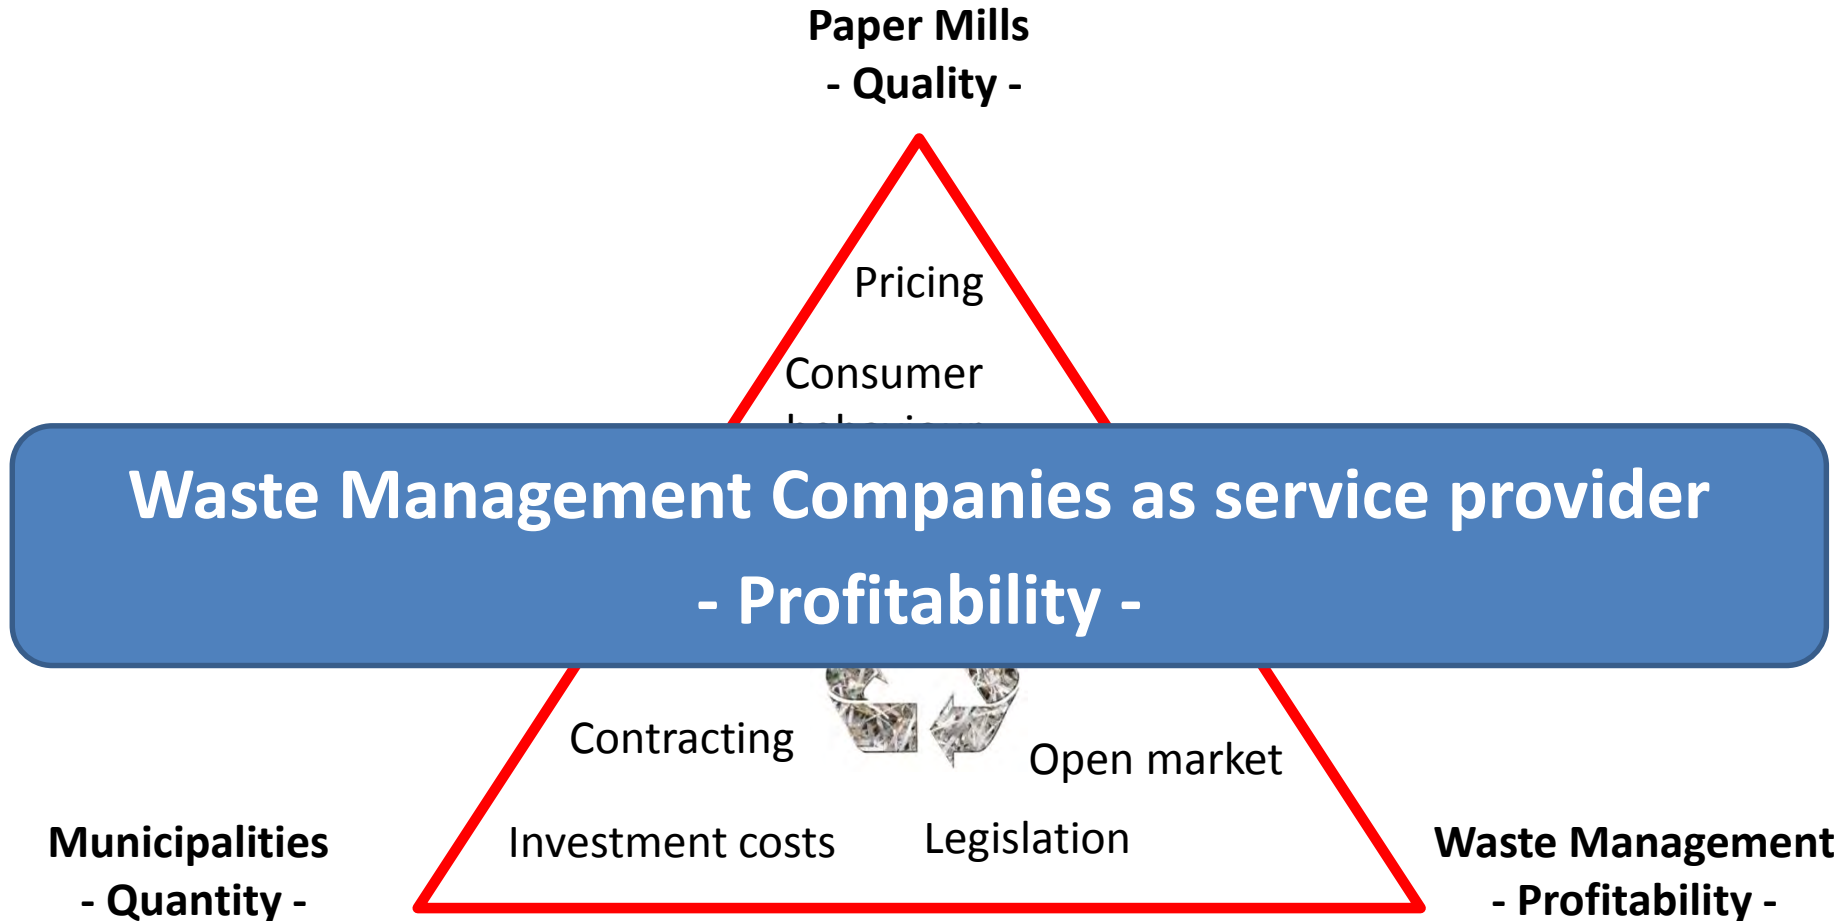 Paper Mills
- Quality -
Pricing
Consumer
Waste Management Companies as service provider
- Profitability -
Contracting
Open market
Investment costs
Legislation
Municipalities
- Quantity -
Waste Management
- Profitability -